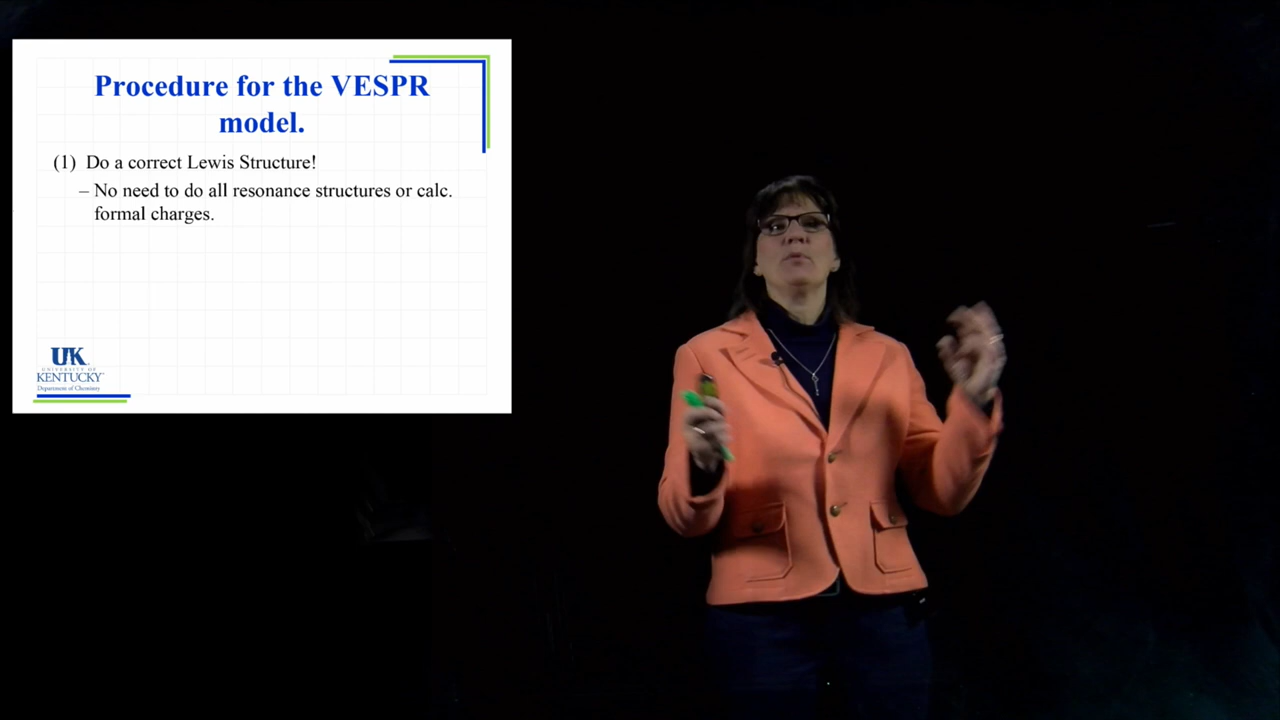 Procedure for the VESPR
model.
(1) Do a correct Lewis Structure!
– No need to do all resonance structures or calc.
formal charges.
UK
UNIVERSITY OF
KENTUCKY
Department of Chemistry